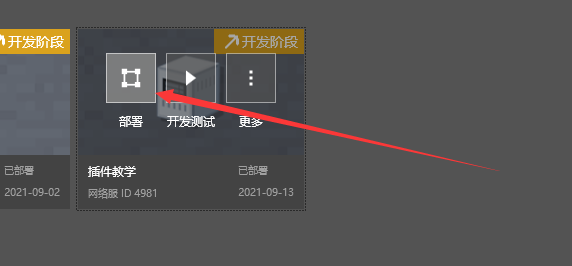 开发阶段
开发阶段
部署
开发测试
更多
已部署
2021-09-02
插件教学
网络服 ID 4981
已部署
2021-09-13